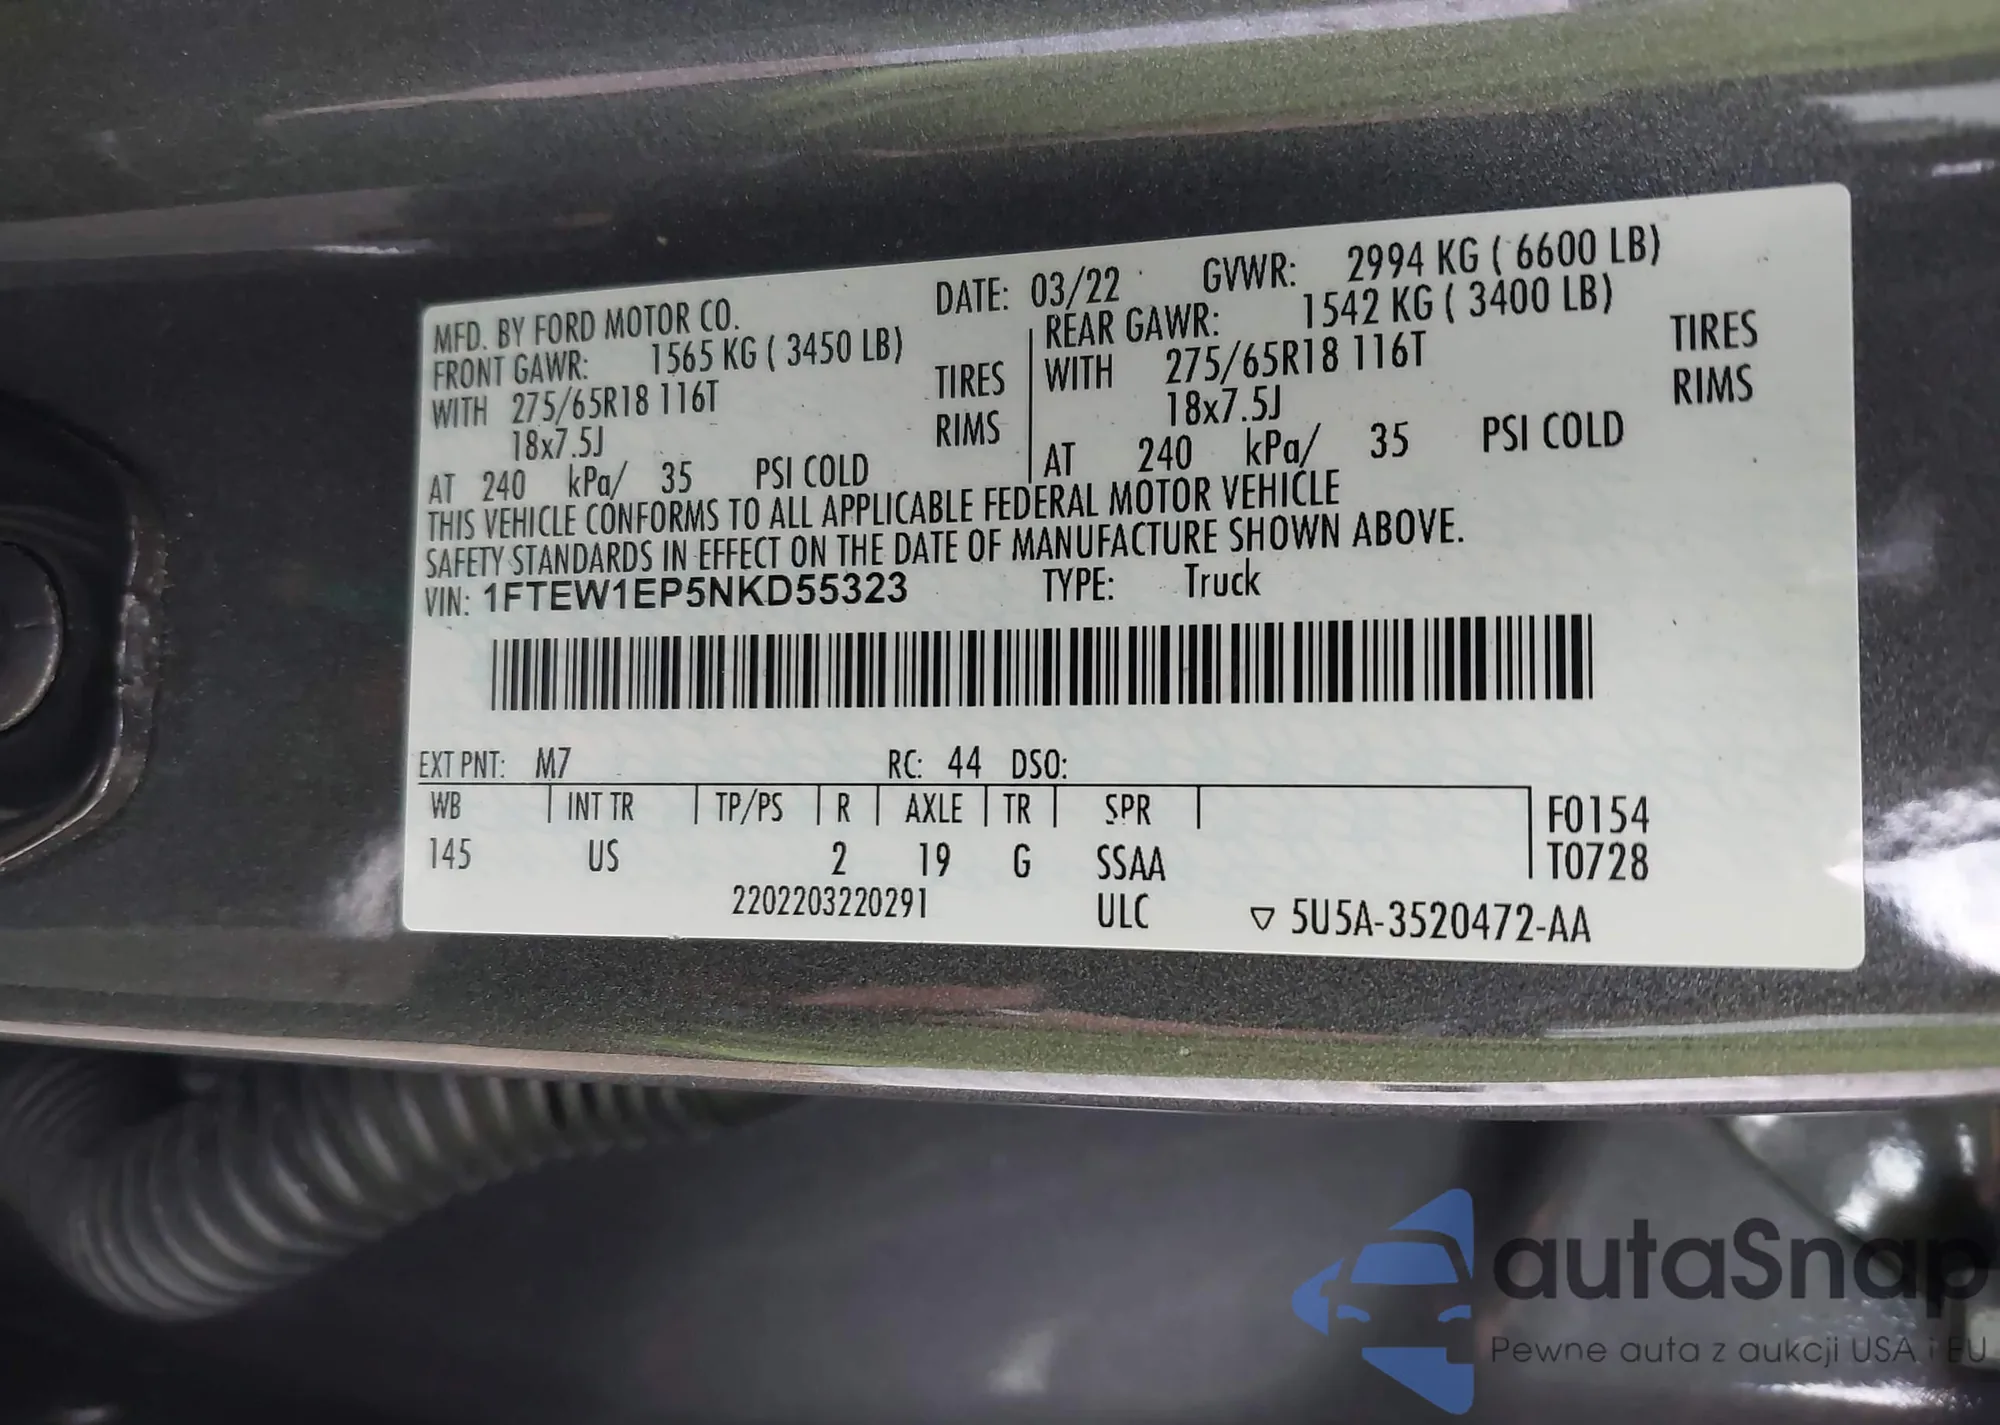 MFD. BY FORD MOTOR CO. DATE: 03/22 GVWR: 2994 KG ( 6600 LB)
FRONT GAWR: 1565 KG ( 3450 LB) REAR GAWR: 1542 KG ( 3400 LB)
WITH 275/65R18 116T TIRES WITH 275/65R18 116T TIRES
18x7.5J RIMS 18x7.5J RIMS
AT 240 kPa/ 35 PSI COLD AT 240 kPa/ 35 PSI COLD
THIS VEHICLE CONFORMS TO ALL APPLICABLE FEDERAL MOTOR VEHICLE
SAFETY STANDARDS IN EFFECT ON THE DATE OF MANUFACTURE SHOWN ABOVE.
VIN: 1FTEW1EP5NKD55323 TYPE: Truck
EXT PNT: M7 RC: 44 DSO:
WB INT TR TP/PS R AXLE TR SPR F0154
145 US 2 19 G SSAA T0728
2202203220291 ULC ▽ 5U5A-3520472-AA
autaSnap
Pewne auta z aukcji USA i EU